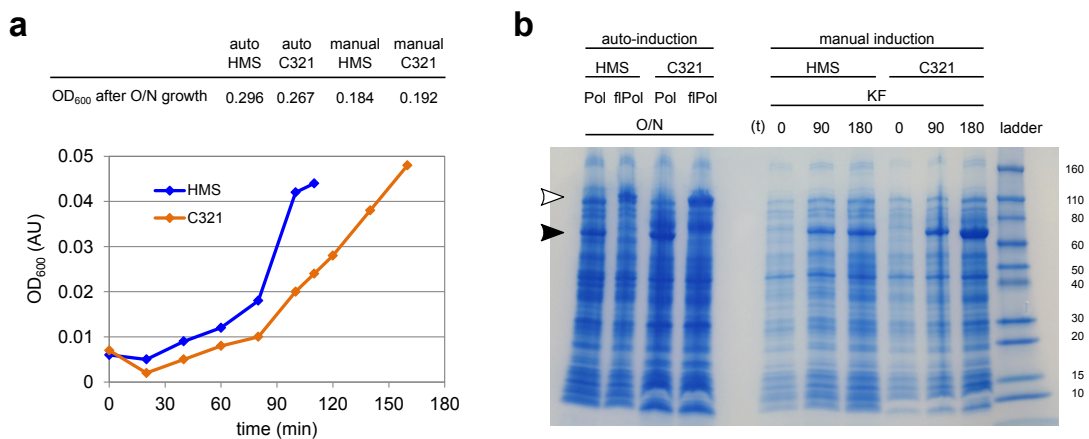 a
auto auto manual manual
HMS C321 HMS C321
OD600 after O/N growth 0.296 0.267 0.184 0.192
0.05
0.04
0.03
0.02
0.01
0
OD600 (AU)
HMS
C321
0 30 60 90 120 150 180
time (min)
b
auto-induction manual induction
HMS C321 HMS C321
Pol flPol Pol flPol KF
O/N (t) 0 90 180 0 90 180 ladder
160
110
80
60
50
40
30
20
15
10